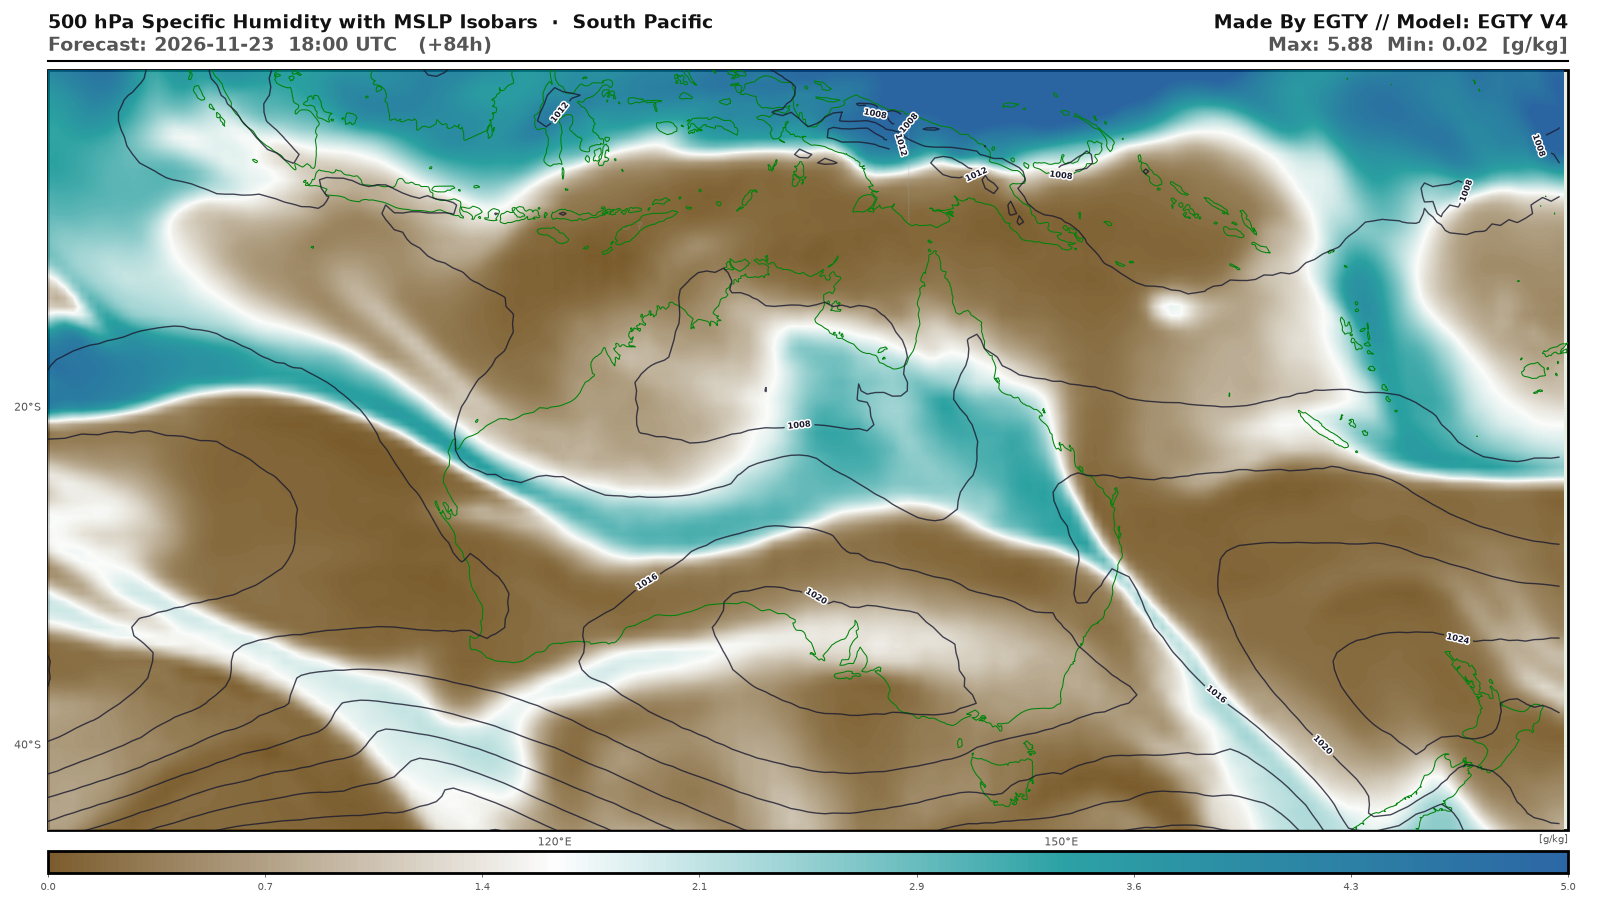 500 hPa Specific Humidity with MSLP Isobars · South Pacific
Made By EGTY // Model: EGTY V4
Forecast: 2026-11-23 18:00 UTC (+84h)
Max: 5.88 Min: 0.02 [g/kg]
1012
1008
1008
1012
1012
1008
1008
1008
20°S
1008
1016
1020
1024
1016
1020
40°S
120°E
150°E
[g/kg]
0.0
0.7
1.4
2.1
2.9
3.6
4.3
5.0